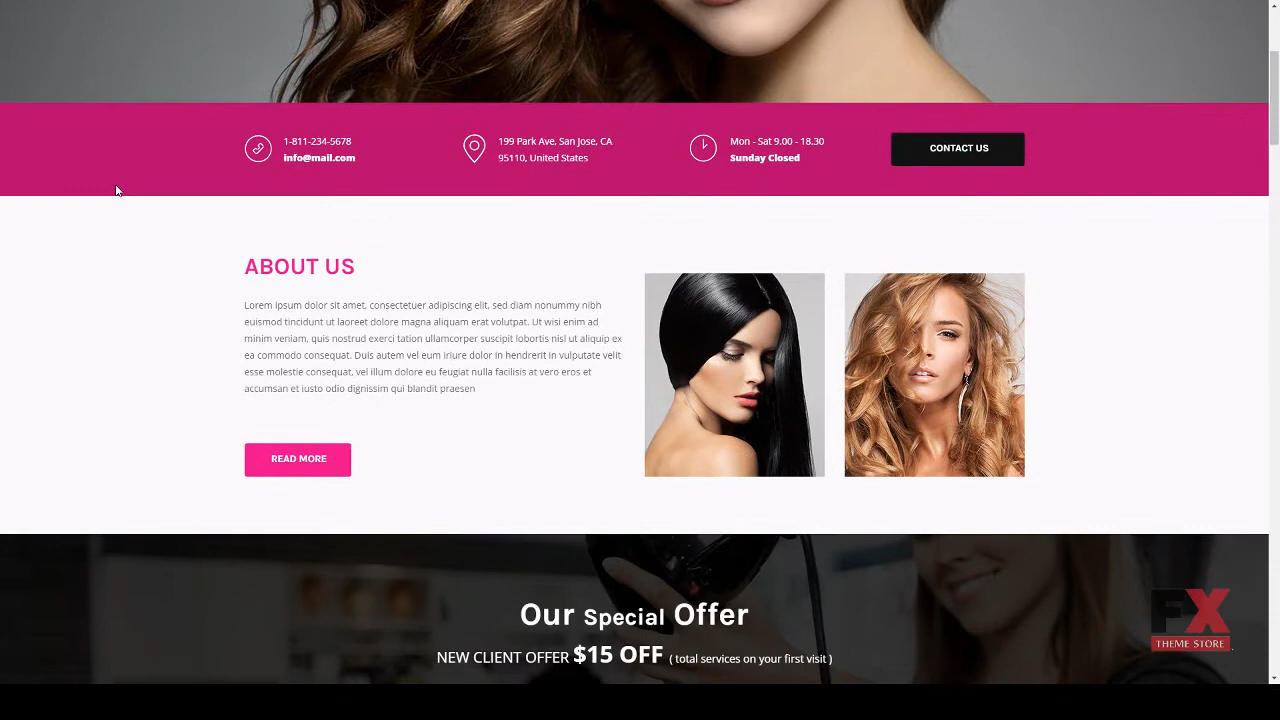 1-811-234-5678
info@mail.com
199 Park Ave, San Jose, CA
95110, United States
Mon - Sat 9.00 - 18.30
Sunday Closed
CONTACT US
ABOUT US
Lorem ipsum dolor sit amet, consectetuer adipiscing elit, sed diam nonummy nibh
euismod tincidunt ut laoreet dolore magna aliquam erat volutpat. Ut wisi enim ad
minim veniam, quis nostrud exerci tation ullamcorper suscipit lobortis nisl ut aliquip ex
ea commodo consequat. Duis autem vel eum iriure dolor in hendrerit in vulputate velit
esse molestie consequat, vel illum dolore eu feugiat nulla facilisis at vero eros et
accumsan et iusto odio dignissim qui blandit praesen
READ MORE
Our Special Offer
NEW CLIENT OFFER $15 OFF ( total services on your first visit )
FX
THEME STORE